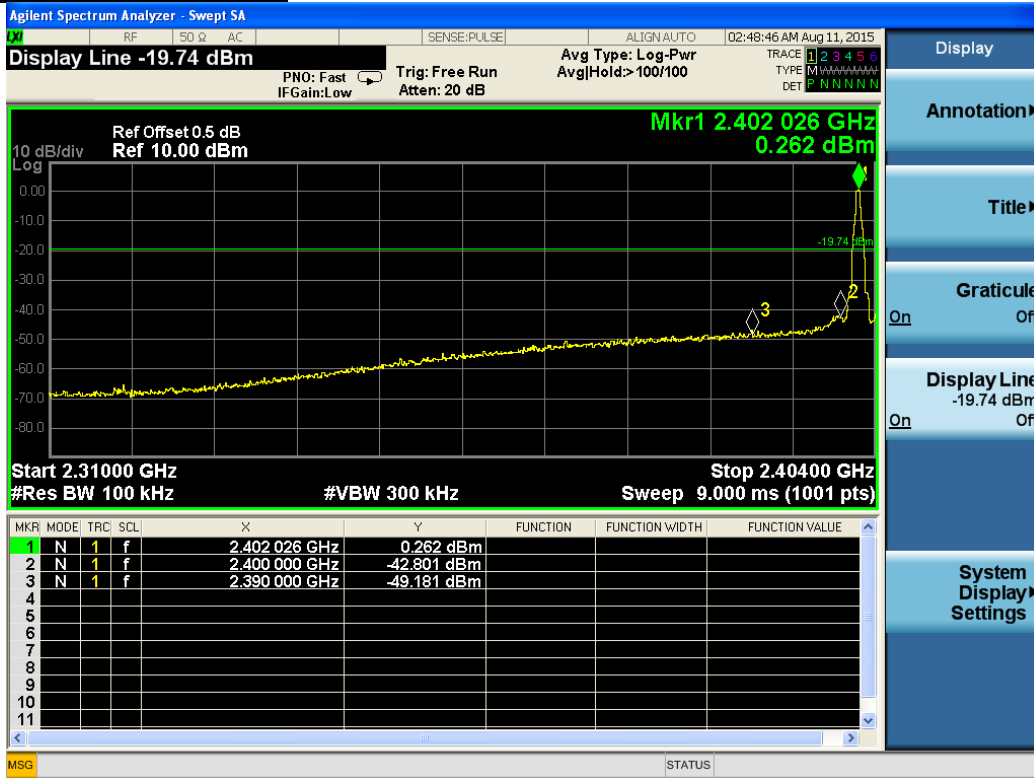 Agilent Spectrum Analyzer - Swept SA
LXI RF 50 Ω AC SENSE:PULSE ALIGN AUTO 02:48:46 AM Aug 11, 2015
Display Line -19.74 dBm
PNO: Fast
IFGain:Low
Trig: Free Run
Atten: 20 dB
Avg Type: Log-Pwr
Avg|Hold:>100/100
TRACE 1 2 3 4 5 6
TYPE M
DET P N N N N N
Mkr1 2.402 026 GHz
0.262 dBm
Ref Offset 0.5 dB
10 dB/div Ref 10.00 dBm
Log
0.00
-10.0
-20.0
-30.0
-40.0
-50.0
-60.0
-70.0
-80.0
-19.74 dBm
2
3
Start 2.31000 GHz Stop 2.40400 GHz
#Res BW 100 kHz #VBW 300 kHz Sweep 9.000 ms (1001 pts)
MKR MODE TRC SCL X Y FUNCTION FUNCTION WIDTH FUNCTION VALUE
1 N 1 f 2.402 026 GHz 0.262 dBm
2 N 1 f 2.400 000 GHz -42.801 dBm
3 N 1 f 2.390 000 GHz -49.181 dBm
4
5
6
7
8
9
10
11
MSG STATUS
Display
Annotation
Title
Graticule
On Off
Display Line
-19.74 dBm
On Off
System
Display
Settings